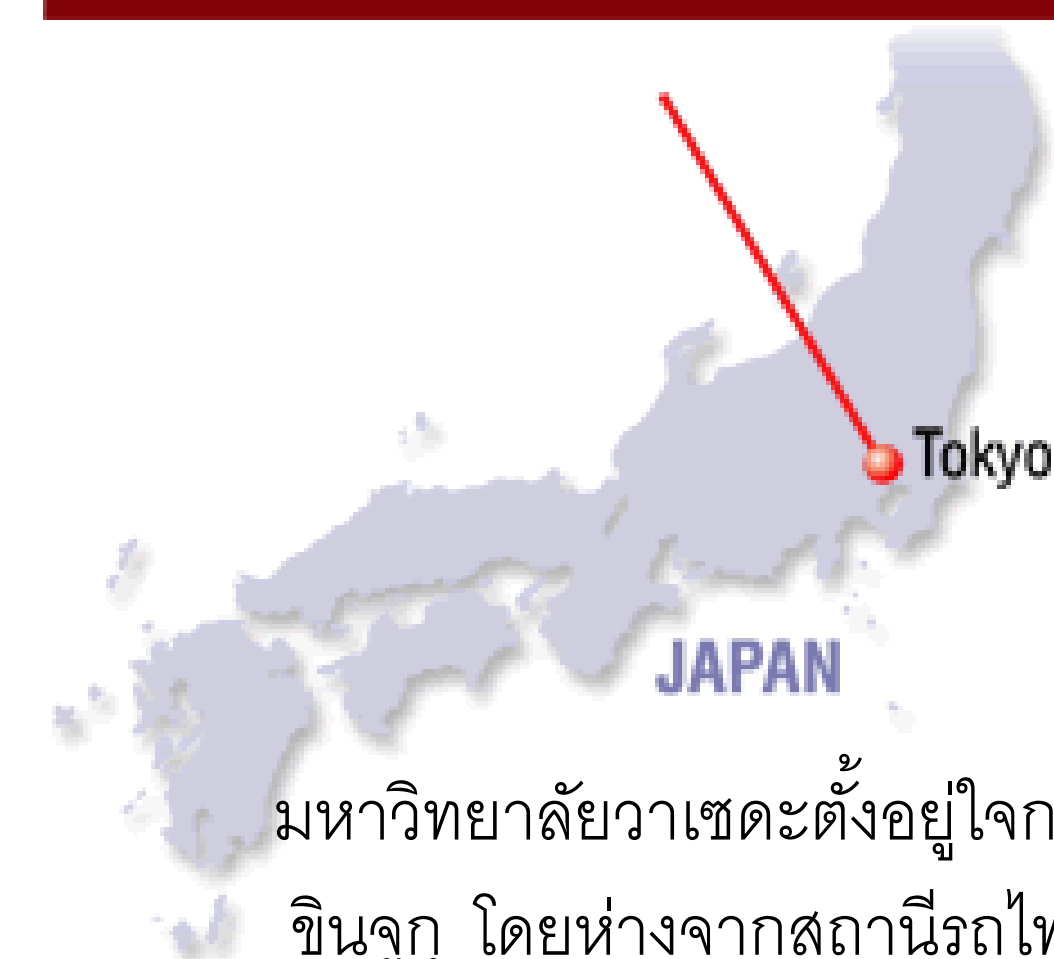 Tokyo
JAPAN
มหาวิทยาลัยวาเซดะตั้งอยู่ใจก
ขินจูกุ โดยห่างจากสถานีรถไฟ